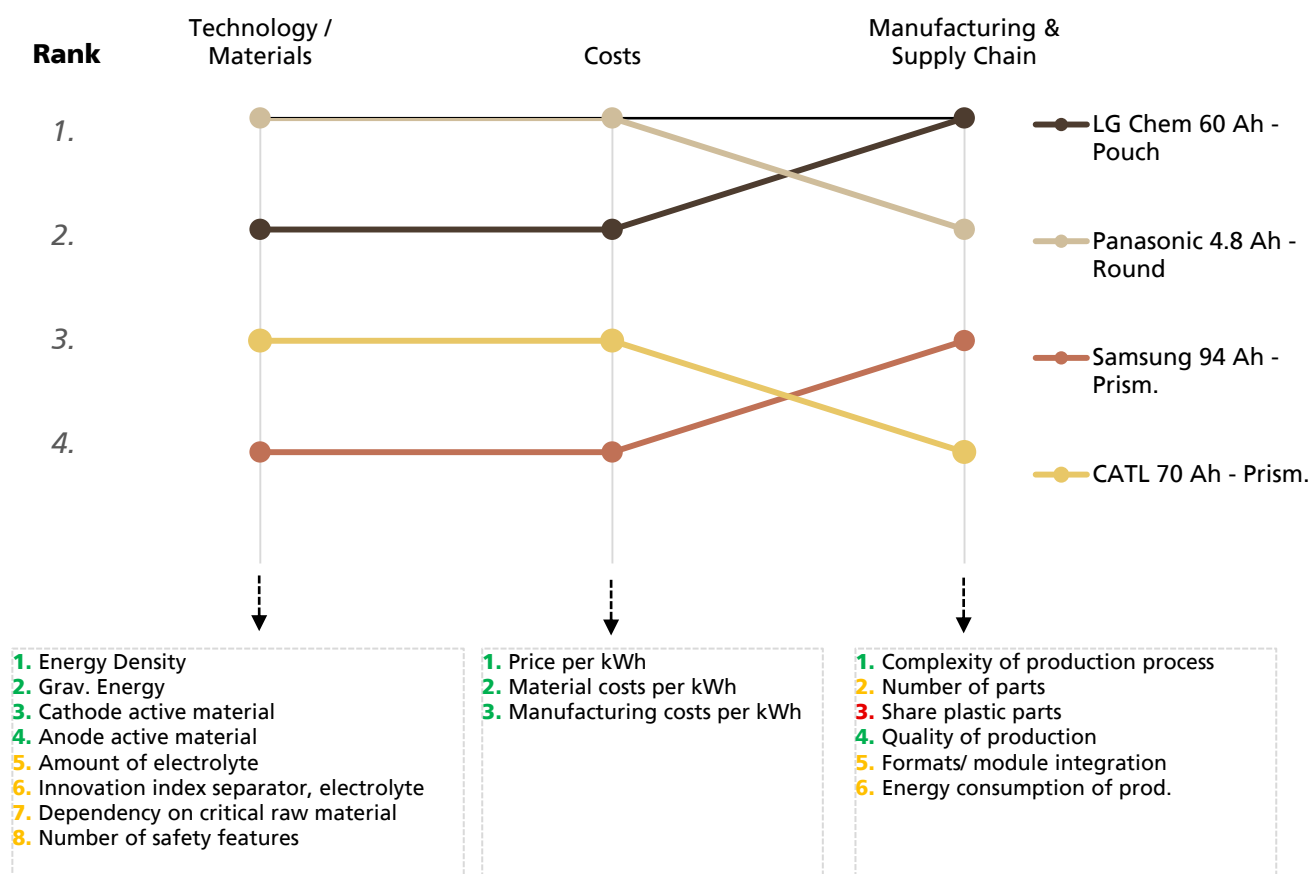 Rank
Technology /
Materials
Costs
Manufacturing &
Supply Chain
1.
2.
3.
4.
LG Chem 60 Ah -
Pouch
Panasonic 4.8 Ah -
Round
Samsung 94 Ah -
Prism.
CATL 70 Ah - Prism.
1. Energy Density
2. Grav. Energy
3. Cathode active material
4. Anode active material
5. Amount of electrolyte
6. Innovation index separator, electrolyte
7. Dependency on critical raw material
8. Number of safety features
1. Price per kWh
2. Material costs per kWh
3. Manufacturing costs per kWh
1. Complexity of production process
2. Number of parts
3. Share plastic parts
4. Quality of production
5. Formats/ module integration
6. Energy consumption of prod.